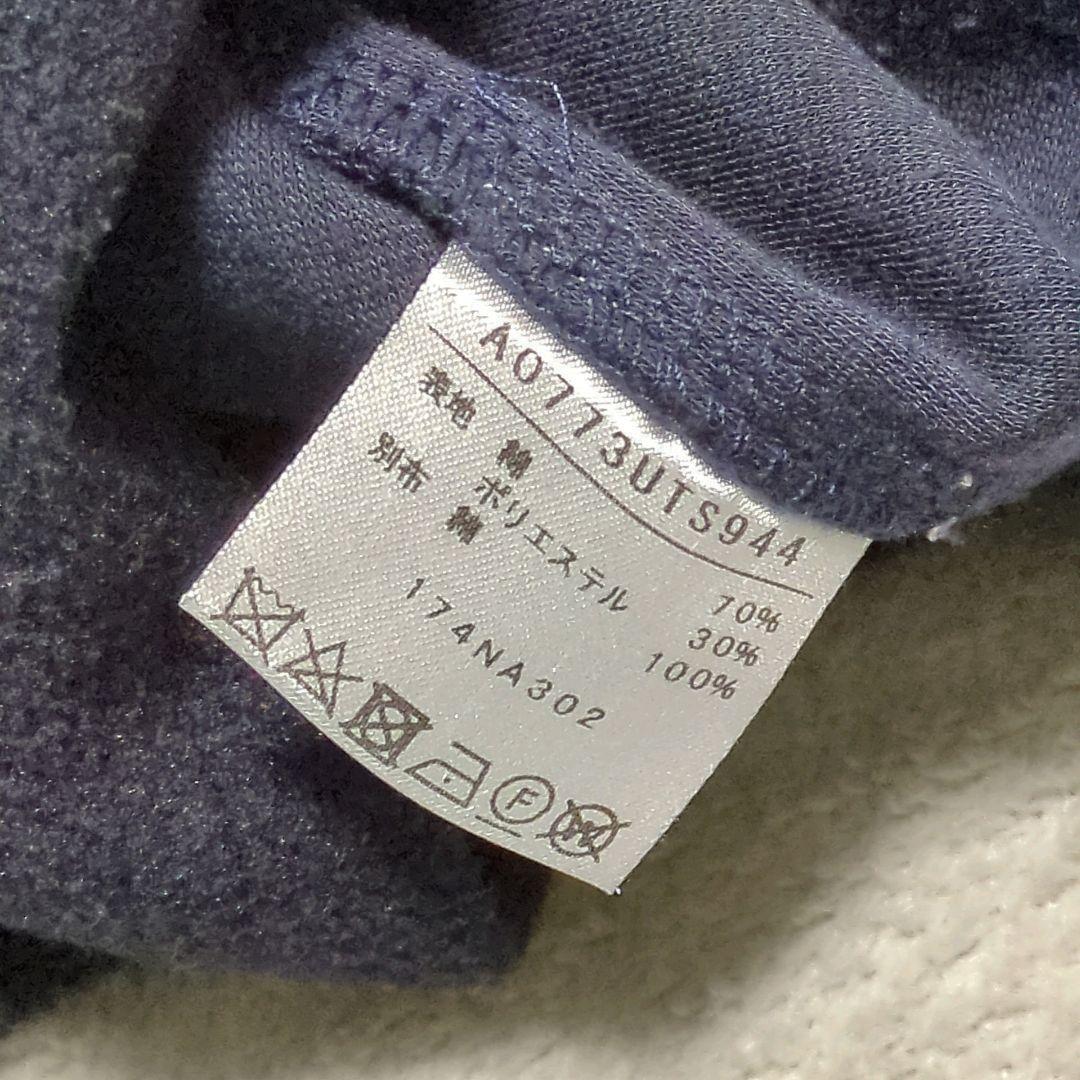 A0773UTS944
表地 綿 70%
ポリエステル 30%
別布 綿 100%
174NA302
F
W